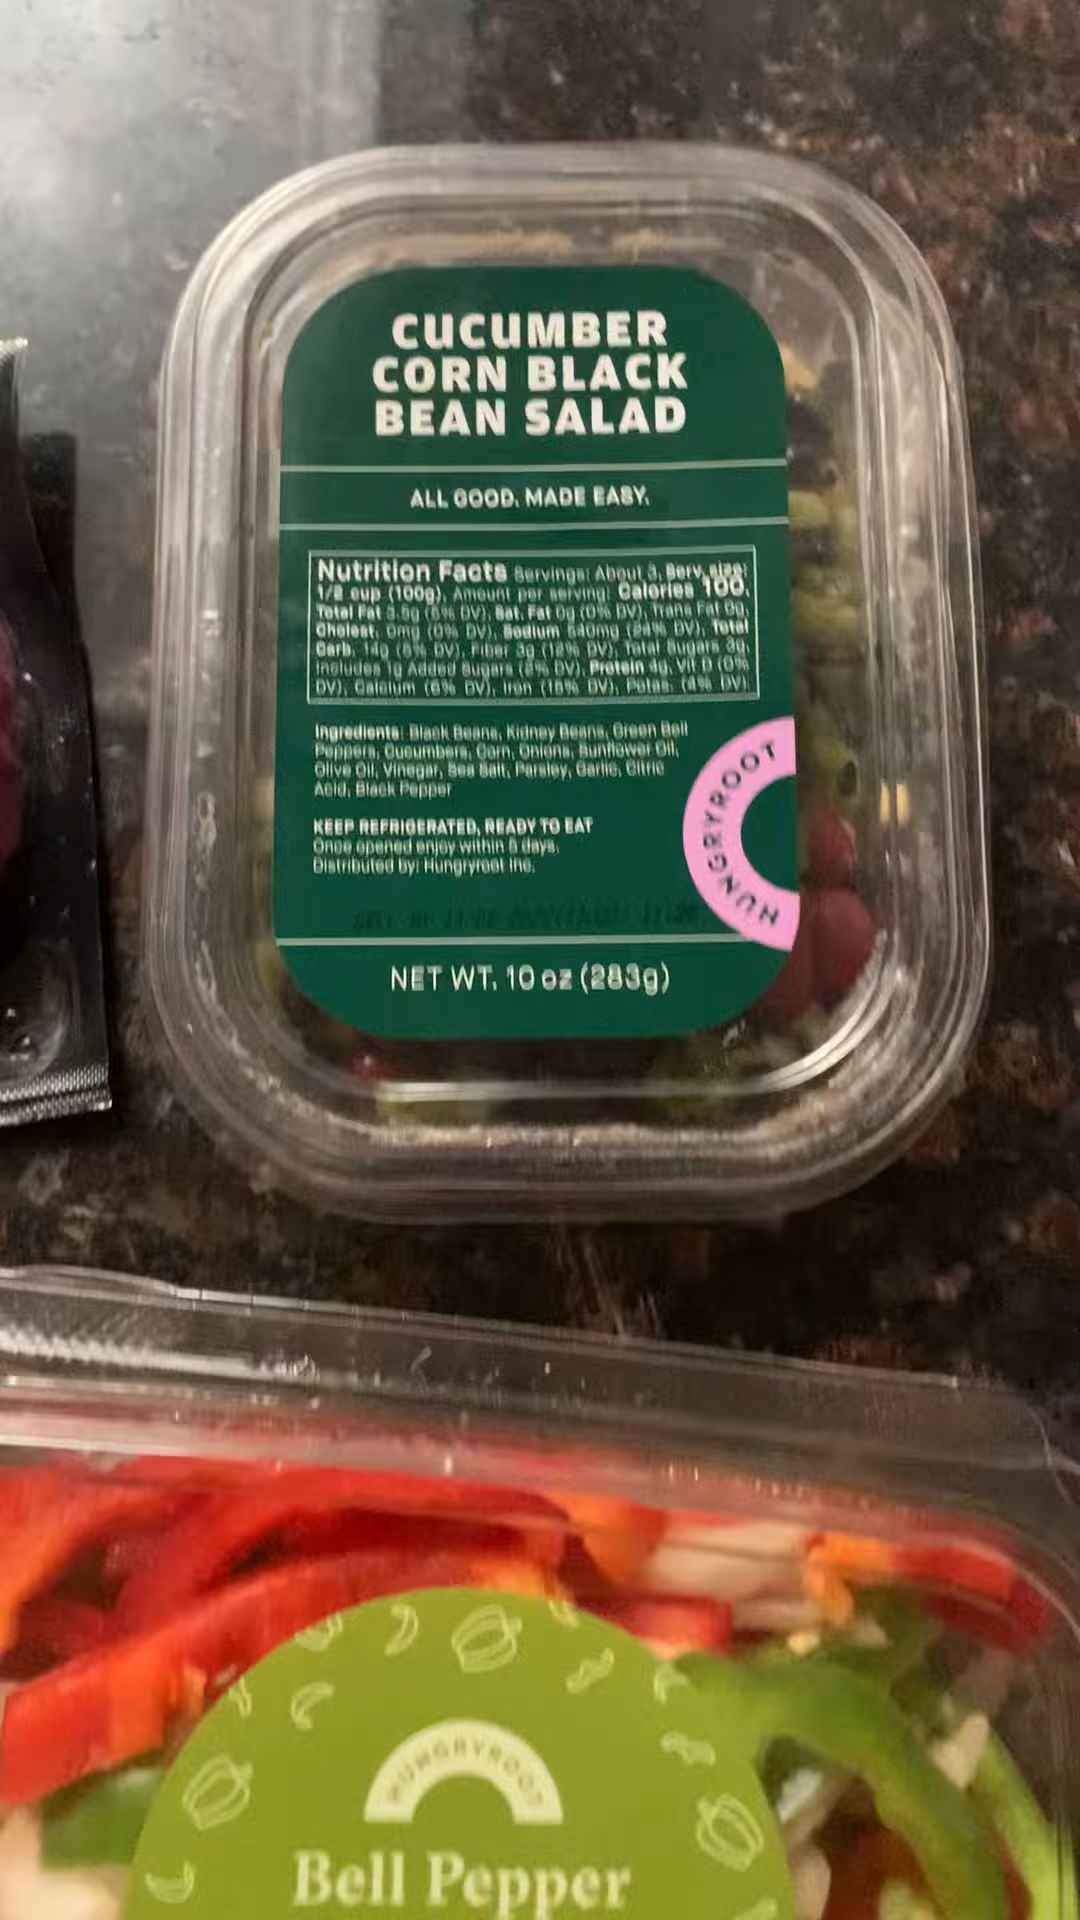 CUCUMBER
CORN BLACK
BEAN SALAD
ALL GOOD. MADE EASY.
Nutrition Facts Servings: About 3, Serv. size:
1/2 cup (100g), Amount per serving: Calories 100,
Total Fat 3.5g (5% DV), Sat. Fat 0g (0% DV), Trans Fat 0g,
Cholest. 0mg (0% DV), Sodium 540mg (24% DV), Total
Carb. 14g (5% DV), Fiber 3g (12% DV), Total Sugars 3g,
Includes 1g Added Sugars (2% DV), Protein 4g, Vit D (0%
DV), Calcium (6% DV), Iron (15% DV), Potas. (4% DV)
Ingredients: Black Beans, Kidney Beans, Green Bell
Peppers, Cucumbers, Corn, Onions, Sunflower Oil,
Olive Oil, Vinegar, Sea Salt, Parsley, Garlic, Citric
Acid, Black Pepper
HUNGRYROOT
KEEP REFRIGERATED, READY TO EAT
Once opened enjoy within 5 days.
Distributed by: Hungryroot Inc.
NET WT. 10 oz (283g)
HUNGRYROOT
Bell Pepper